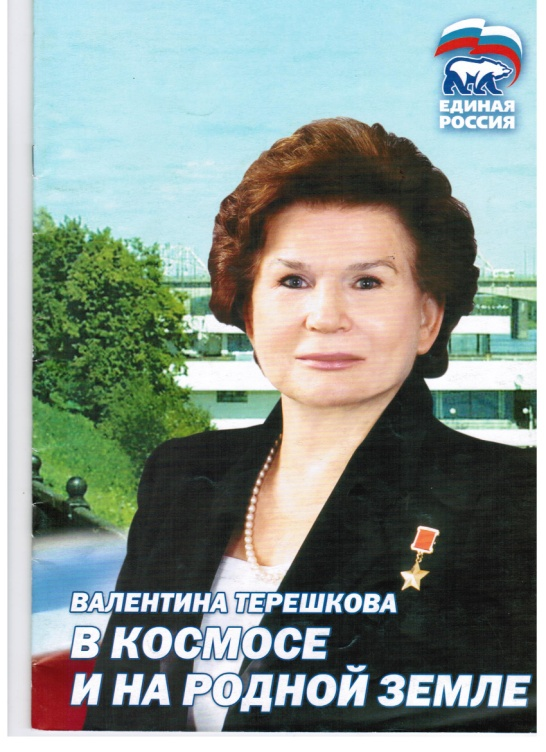 ЕДИНАЯ
РОССИЯ
ВАЛЕНТИНА ТЕРЕШКОВА
В КОСМОСЕ
И НА РОДНОЙ ЗЕМЛЕ